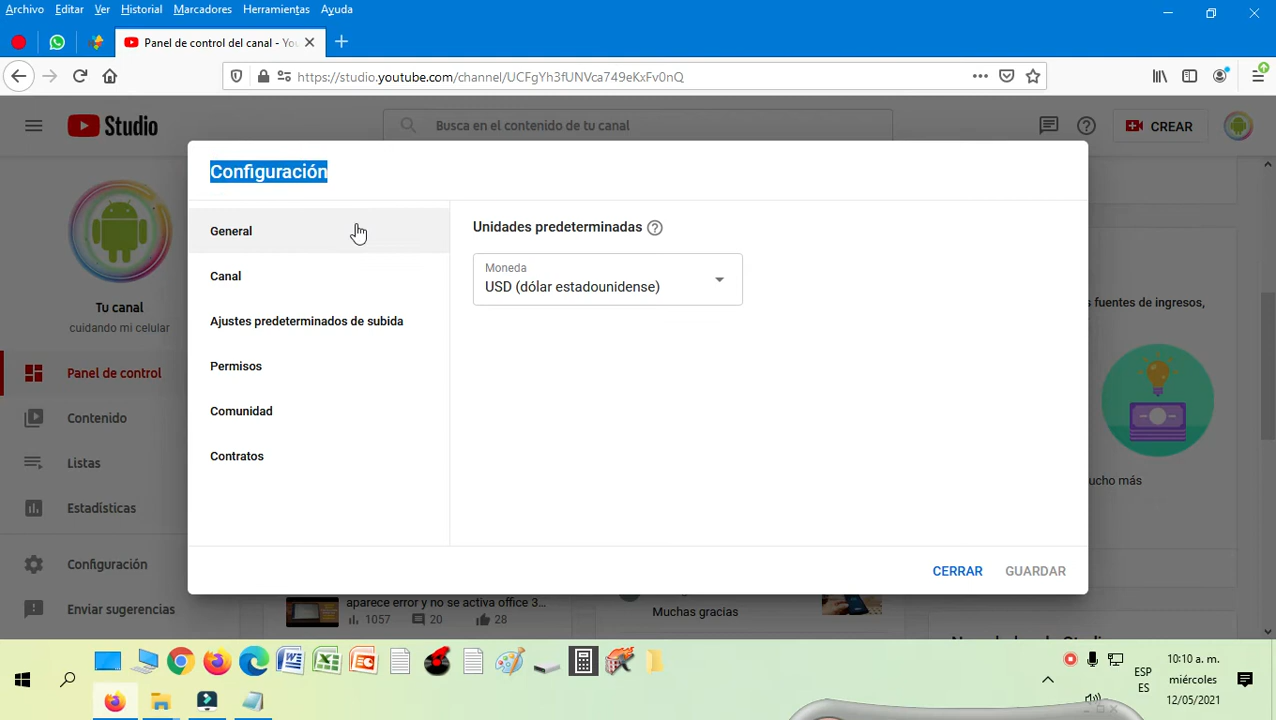 Archivo Editar Ver Historial Marcadores Herramientas Ayuda
Panel de control del canal - You
https://studio.youtube.com/channel/UCFgYh3fUNVca749eKxFv0nQ
Studio
Busca en el contenido de tu canal
CREAR
Configuración
General
Canal
Ajustes predeterminados de subida
Permisos
Comunidad
Contratos
Unidades predeterminadas
Moneda
USD (dólar estadounidense)
CERRAR GUARDAR
Tu canal
cuidando mi celular
Panel de control
Contenido
Listas
Estadísticas
Configuración
Enviar sugerencias
s fuentes de ingresos,
ucho más
aparece error y no se activa office 3...
1057 20 28
Muchas gracias
10:10 a. m.
ESP
ES
miércoles
12/05/2021